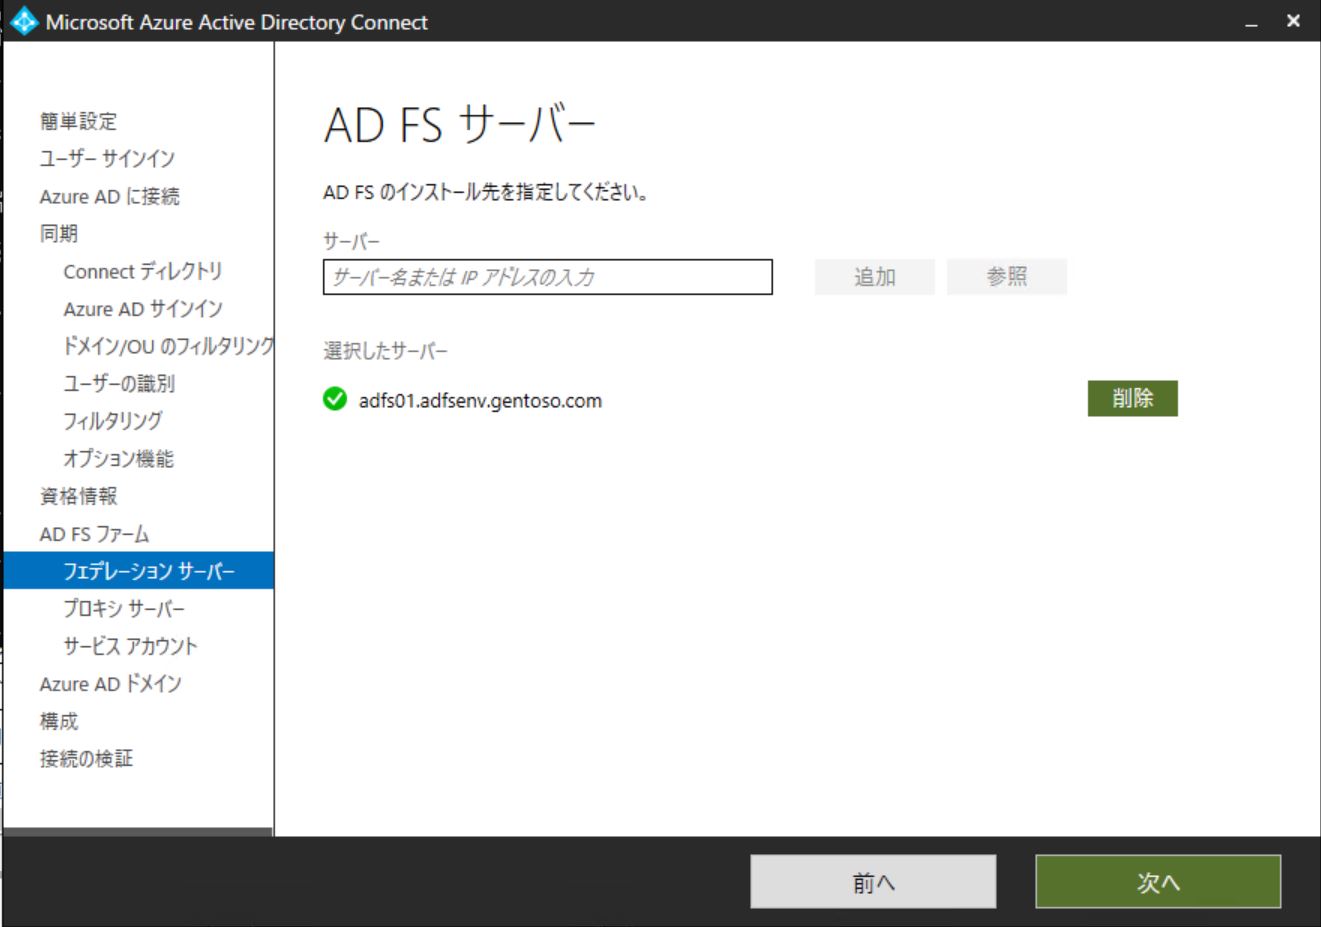 Microsoft Azure Active Directory Connect
簡単設定
ユーザー サインイン
Azure AD に接続
同期
Connect ディレクトリ
Azure AD サインイン
ドメイン/OU のフィルタリング
ユーザーの識別
フィルタリング
オプション機能
資格情報
AD FS ファーム
フェデレーション サーバー
プロキシ サーバー
サービス アカウント
Azure AD ドメイン
構成
接続の検証
AD FS サーバー
AD FS のインストール先を指定してください。
サーバー
サーバー名または IP アドレスの入力
追加
参照
選択したサーバー
adfs01.adfsenv.gentoso.com
削除
前へ
次へ